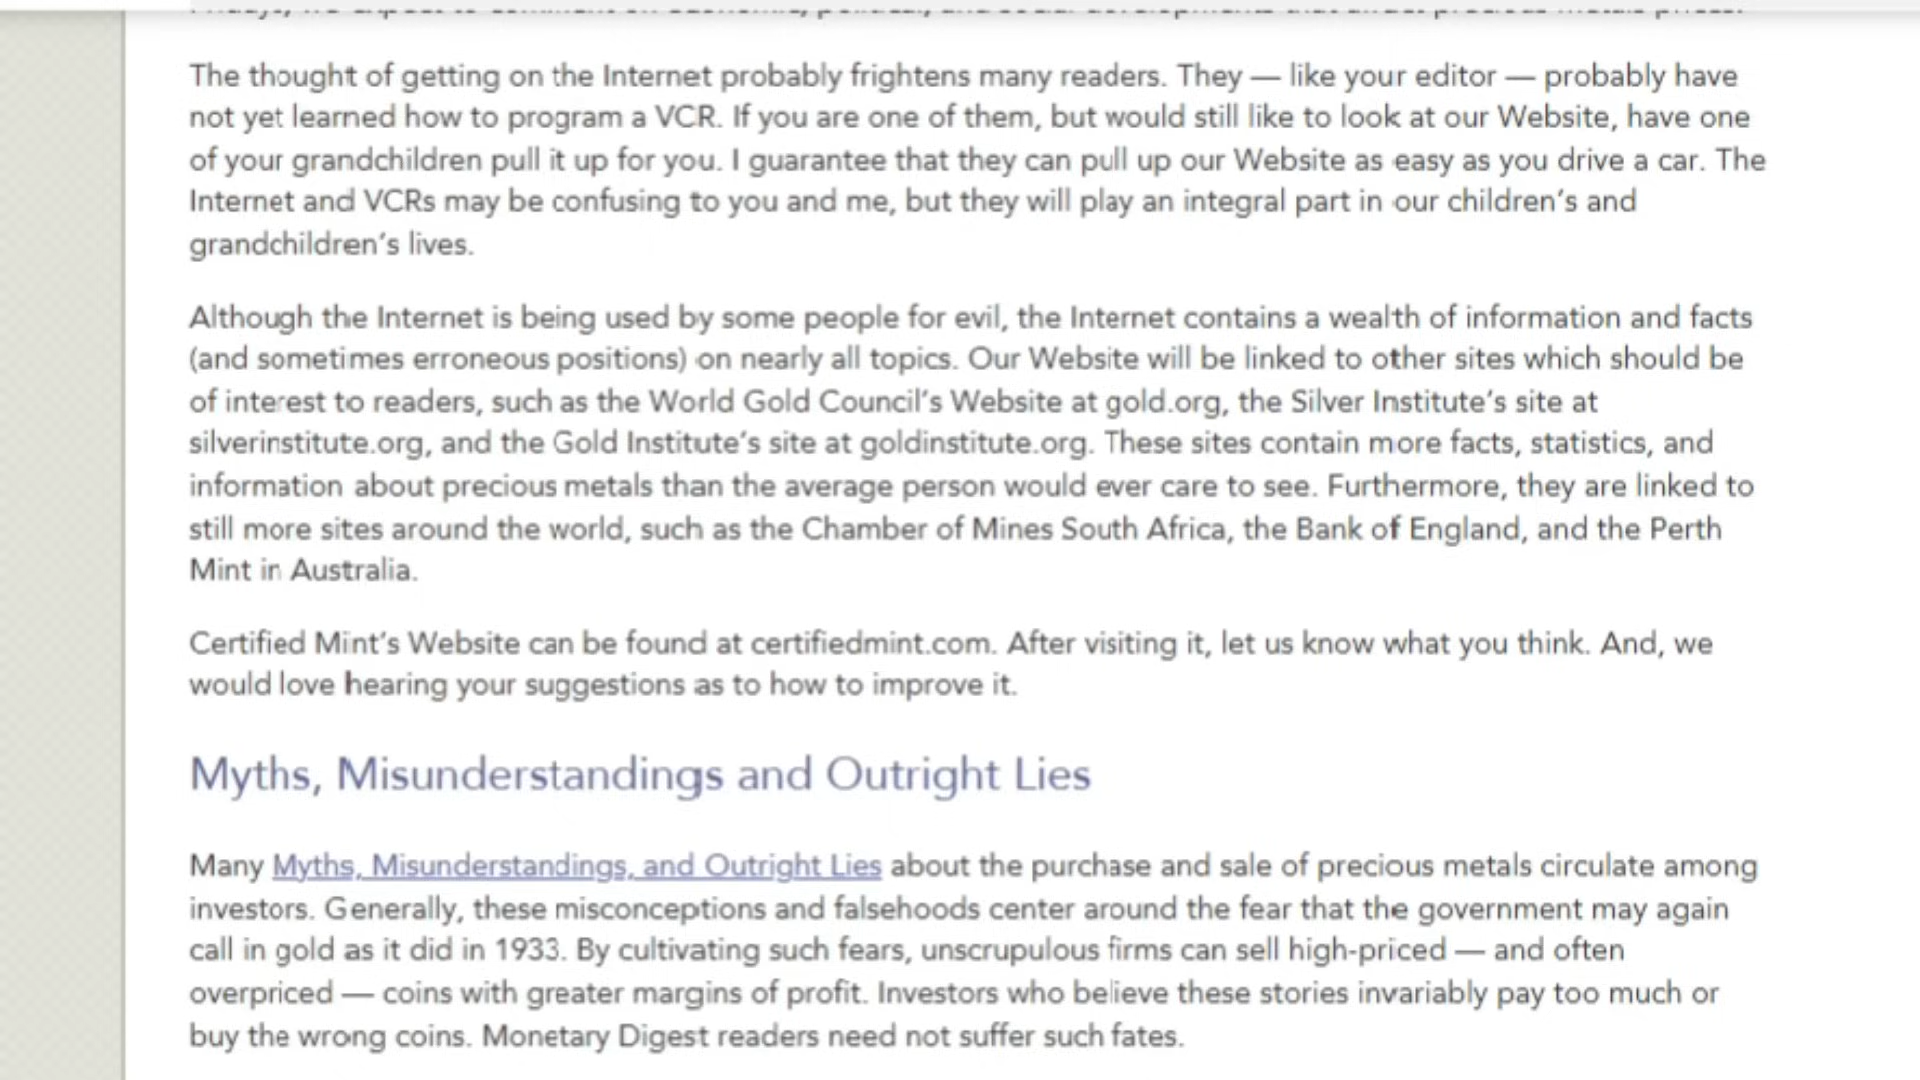 The thought of getting on the Internet probably frightens many readers. They — like your editor — probably have
not yet learned how to program a VCR. If you are one of them, but would still like to look at our Website, have one
of your grandchildren pull it up for you. I guarantee that they can pull up our Website as easy as you drive a car. The
Internet and VCRs may be confusing to you and me, but they will play an integral part in our children's and
grandchildren's lives.
Although the Internet is being used by some people for evil, the Internet contains a wealth of information and facts
(and sometimes erroneous positions) on nearly all topics. Our Website will be linked to other sites which should be
of interest to readers, such as the World Gold Council's Website at gold.org, the Silver Institute's site at
silverinstitute.org, and the Gold Institute's site at goldinstitute.org. These sites contain more facts, statistics, and
information about precious metals than the average person would ever care to see. Furthermore, they are linked to
still more sites around the world, such as the Chamber of Mines South Africa, the Bank of England, and the Perth
Mint in Australia.
Certified Mint's Website can be found at certifiedmint.com. After visiting it, let us know what you think. And, we
would love hearing your suggestions as to how to improve it.
Myths, Misunderstandings and Outright Lies
Many Myths, Misunderstandings, and Outright Lies about the purchase and sale of precious metals circulate among
investors. Generally, these misconceptions and falsehoods center around the fear that the government may again
call in gold as it did in 1933. By cultivating such fears, unscrupulous firms can sell high-priced — and often
overpriced — coins with greater margins of profit. Investors who believe these stories invariably pay too much or
buy the wrong coins. Monetary Digest readers need not suffer such fates.